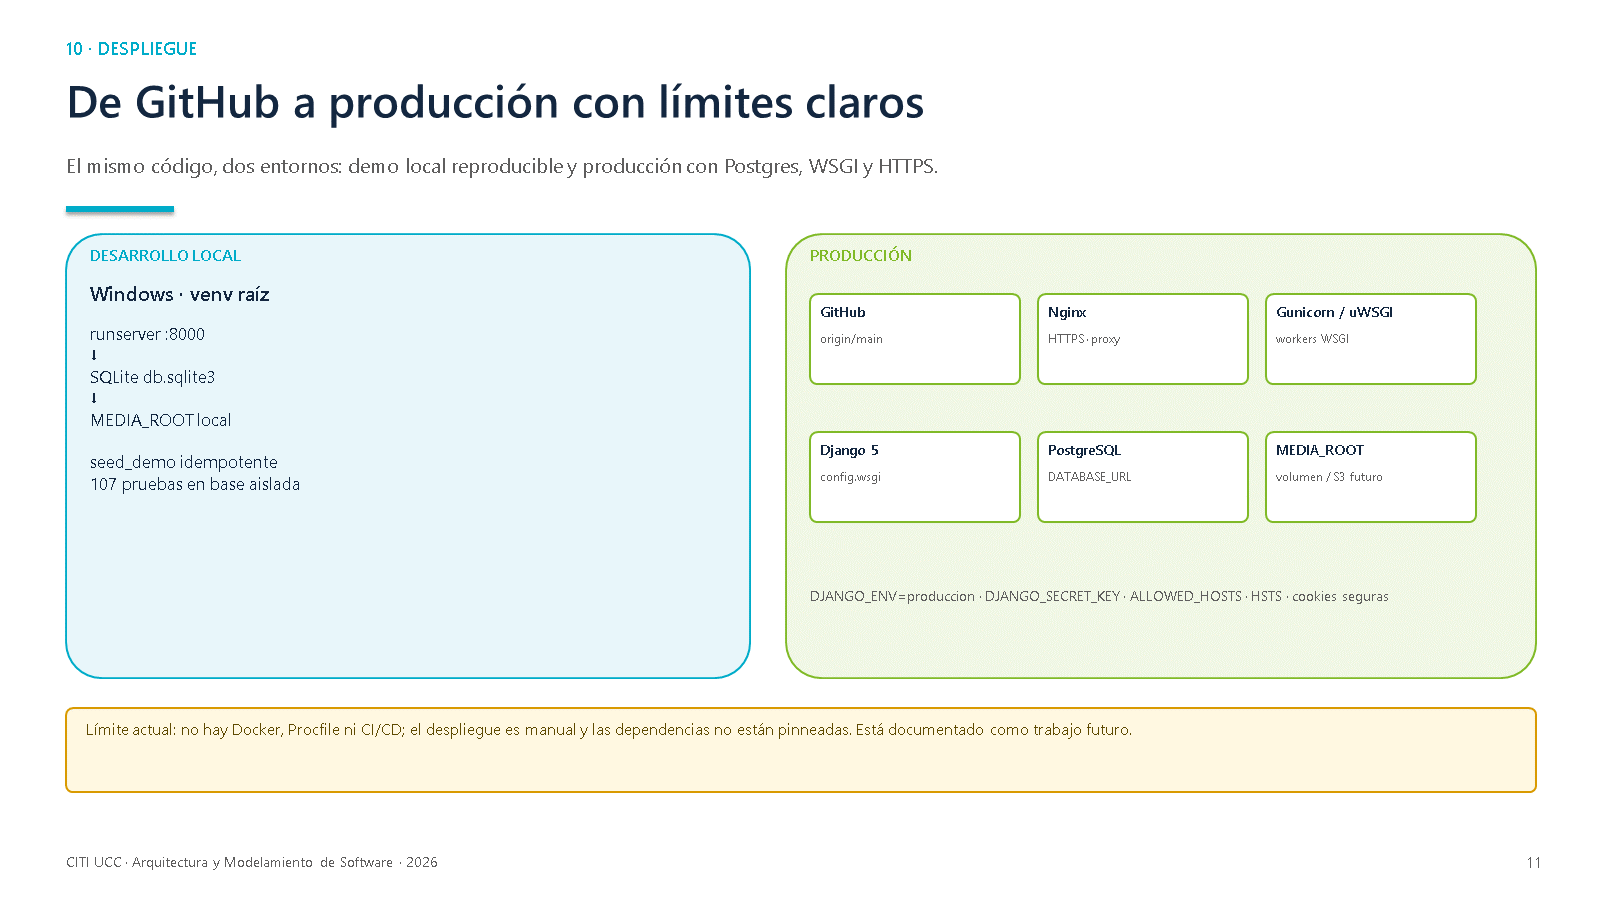 10 · DESPLIEGUE
De GitHub a producción con límites claros
El mismo código, dos entornos: demo local reproducible y producción con Postgres, WSGI y HTTPS.
DESARROLLO LOCAL
Windows · venv raíz
runserver :8000
↓
SQLite db.sqlite3
↓
MEDIA_ROOT local
seed_demo idempotente
107 pruebas en base aislada
PRODUCCIÓN
GitHub
origin/main
Nginx
HTTPS · proxy
Gunicorn / uWSGI
workers WSGI
Django 5
config.wsgi
PostgreSQL
DATABASE_URL
MEDIA_ROOT
volumen / S3 futuro
DJANGO_ENV=produccion · DJANGO_SECRET_KEY · ALLOWED_HOSTS · HSTS · cookies seguras
Límite actual: no hay Docker, Procfile ni CI/CD; el despliegue es manual y las dependencias no están pinneadas. Está documentado como trabajo futuro.
CITI UCC · Arquitectura y Modelamiento de Software · 2026
11